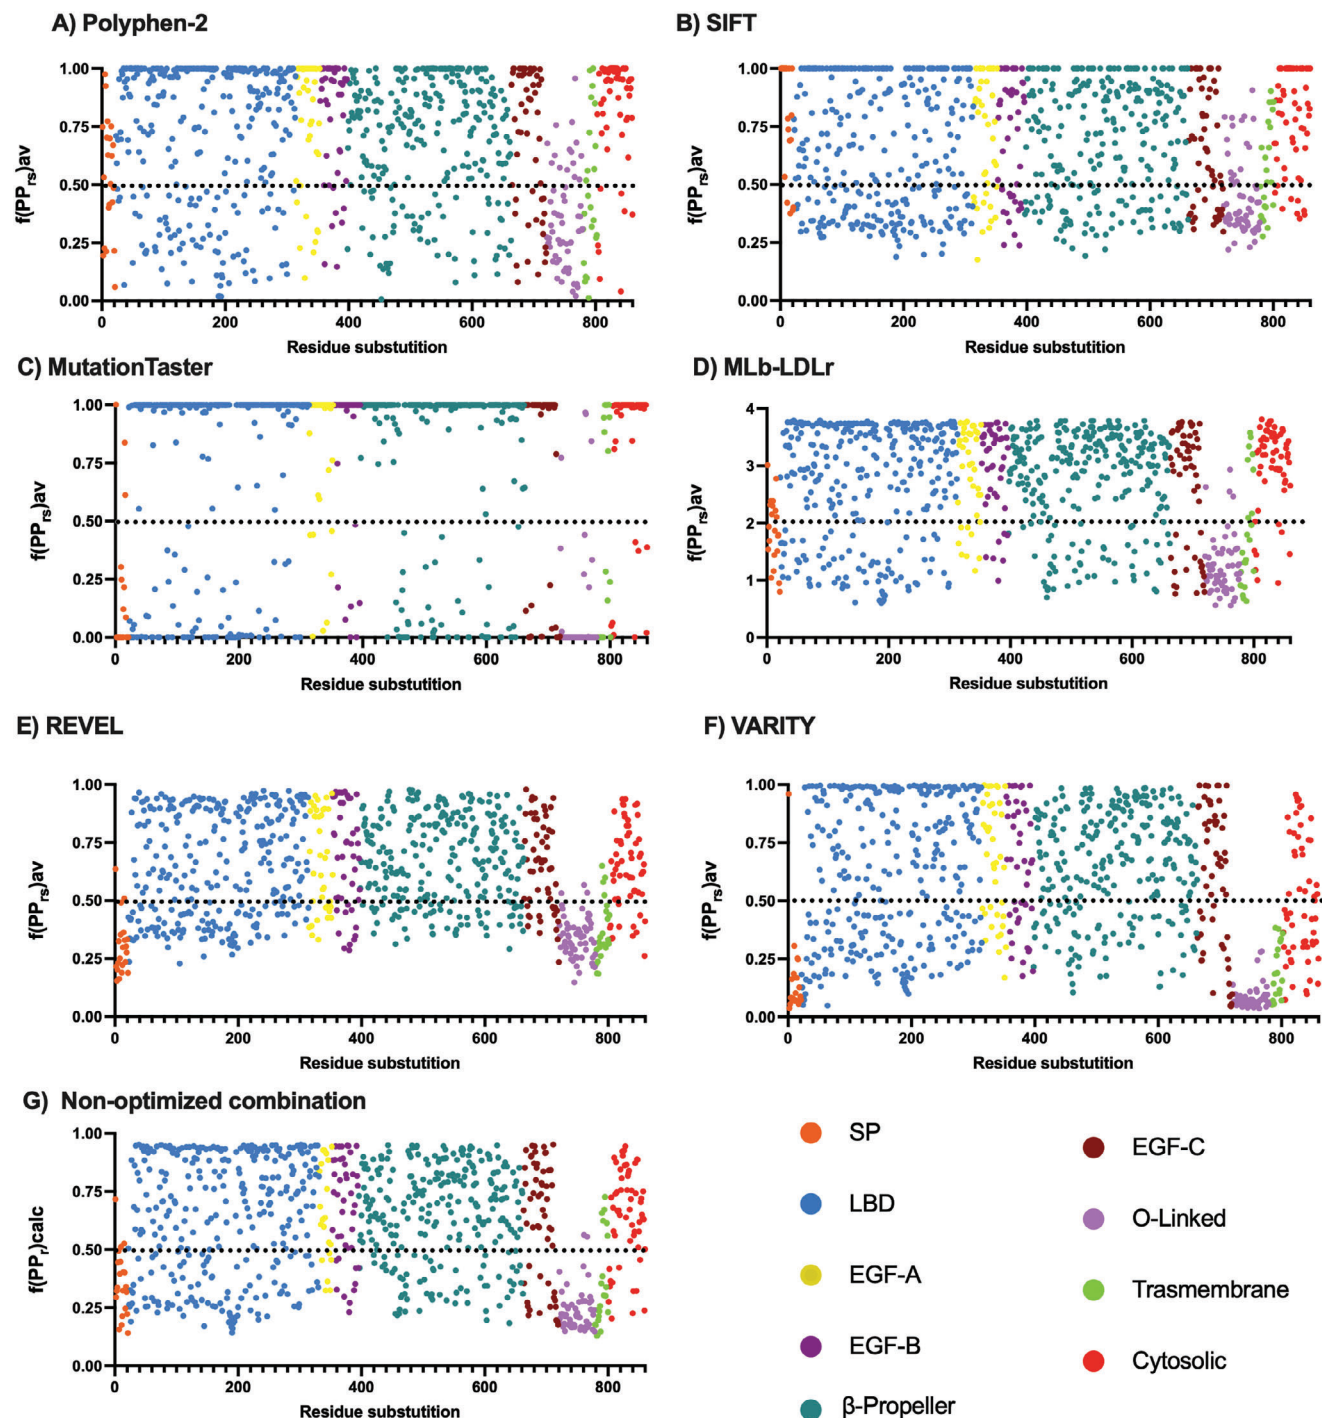 A) Polyphen-2
1.00
0.75
0.50
0.25
0.00
f(PPrs)av
0 200 400 600 800
Residue substutition
B) SIFT
1.00
0.75
0.50
0.25
0.00
f(PPrs)av
0 200 400 600 800
Residue substutition
C) MutationTaster
1.00
0.75
0.50
0.25
0.00
f(PPrs)av
0 200 400 600 800
Residue substutition
D) MLb-LDLr
4
3
2
1
0
f(PPrs)av
0 200 400 600 800
Residue substutition
E) REVEL
1.00
0.75
0.50
0.25
0.00
f(PPrs)av
0 200 400 600 800
Residue substutition
F) VARITY
1.00
0.75
0.50
0.25
0.00
f(PPrs)av
0 200 400 600 800
Residue substutition
G) Non-optimized combination
1.00
0.75
0.50
0.25
0.00
f(PPr)calc
0 200 400 600 800
Residue substutition
SP
LBD
EGF-A
EGF-B
β-Propeller
EGF-C
O-Linked
Trasmembrane
Cytosolic